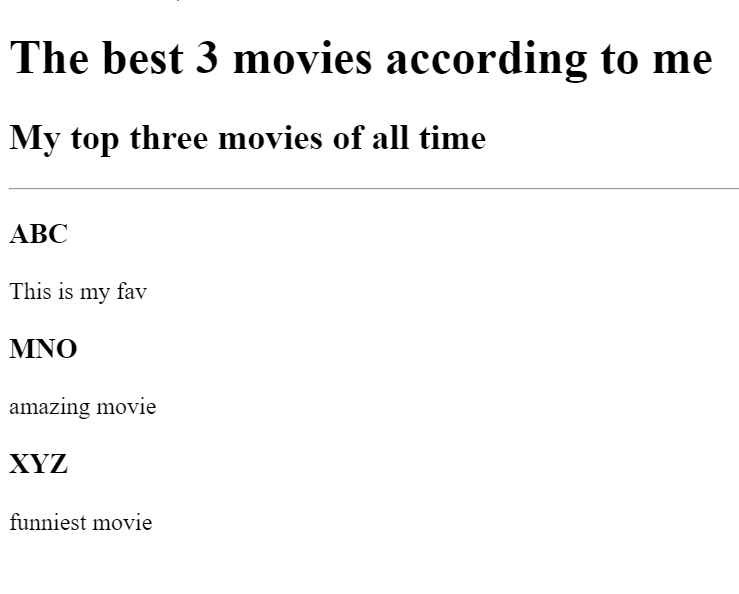 The best 3 movies according to me
My top three movies of all time
ABC
This is my fav
MNO
amazing movie
XYZ
funniest movie